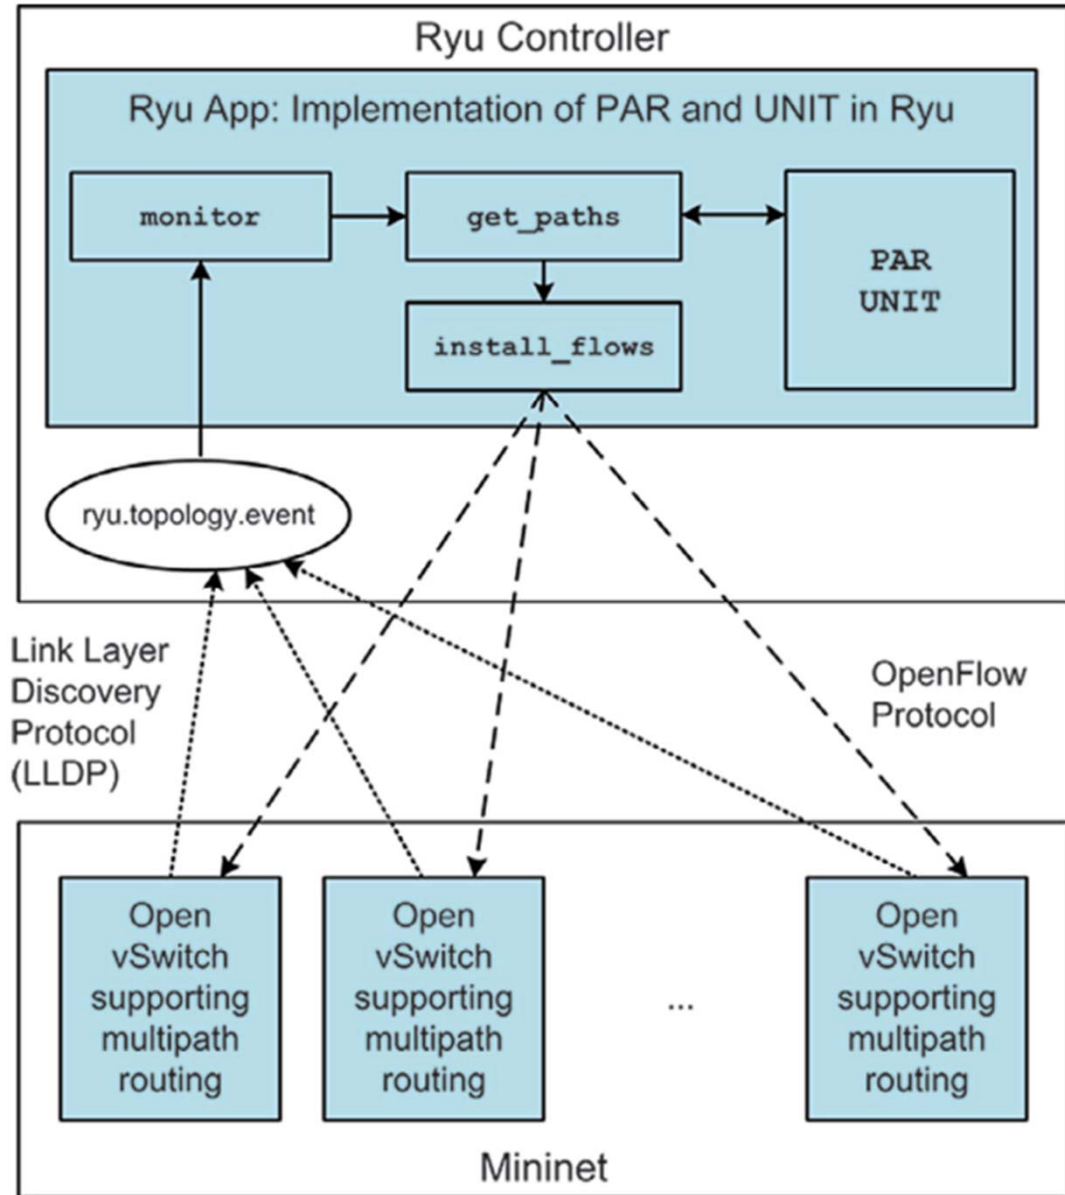 Ryu Controller
Ryu App: Implementation of PAR and UNIT in Ryu
monitor
get_paths
PAR
UNIT
install_flows
ryu.topology.event
Link Layer
Discovery
Protocol
(LLDP)
OpenFlow
Protocol
Open
vSwitch
supporting
multipath
routing
Open
vSwitch
supporting
multipath
routing
...
Open
vSwitch
supporting
multipath
routing
Mininet